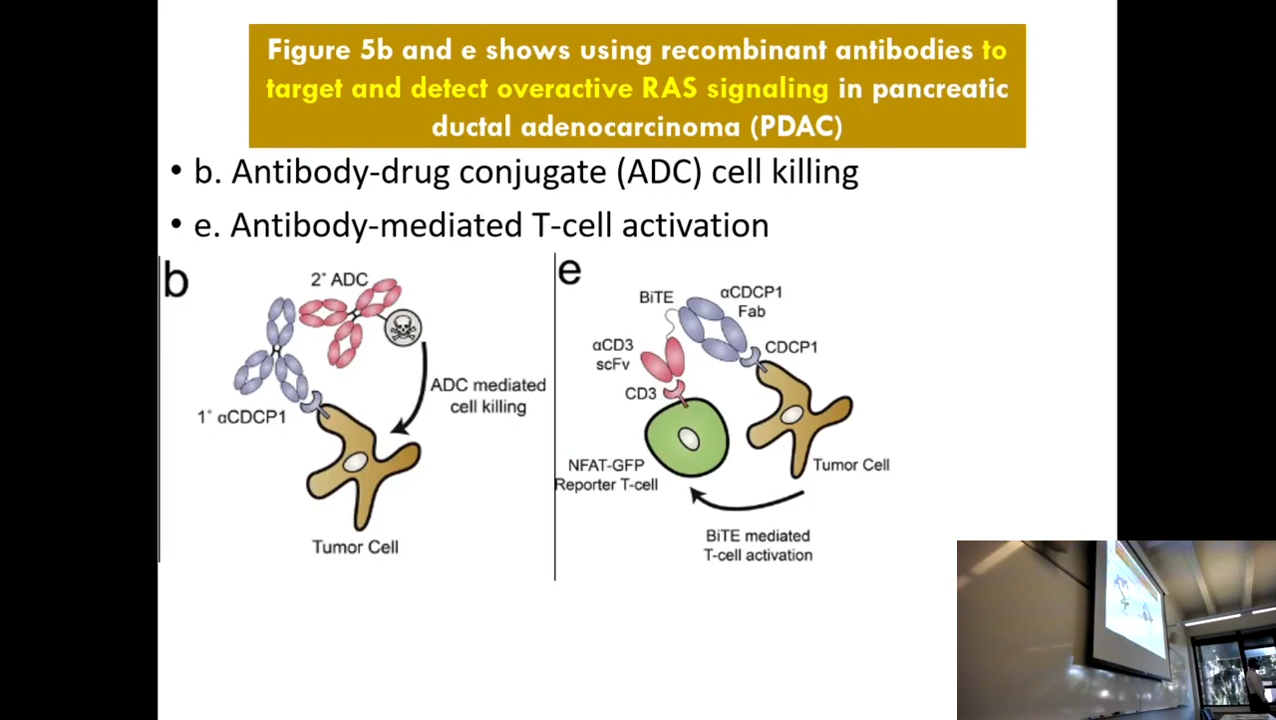 Figure 5b and e shows using recombinant antibodies to
target and detect overactive RAS signaling in pancreatic
ductal adenocarcinoma (PDAC)
• b. Antibody-drug conjugate (ADC) cell killing
• e. Antibody-mediated T-cell activation
b
2° ADC
1° αCDCP1
ADC mediated
cell killing
Tumor Cell
e
BiTE
αCDCP1
Fab
αCD3
scFv
CDCP1
CD3
NFAT-GFP
Reporter T-cell
Tumor Cell
BiTE mediated
T-cell activation